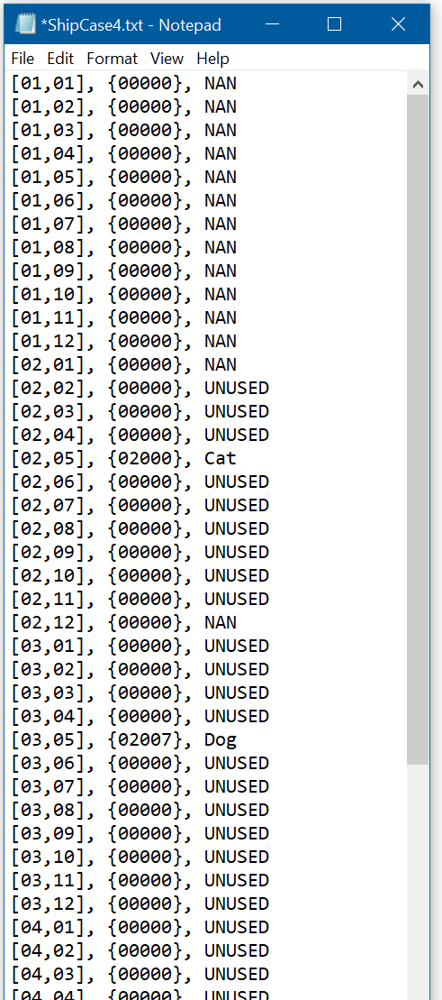 *ShipCase4.txt - Notepad
File Edit Format View Help
[01,01], {00000}, NAN
[01,02], {00000}, NAN
[01,03], {00000}, NAN
[01,04], {00000}, NAN
[01,05], {00000}, NAN
[01,06], {00000}, NAN
[01,07], {00000}, NAN
[01,08], {00000}, NAN
[01,09], {00000}, NAN
[01,10], {00000}, NAN
[01,11], {00000}, NAN
[01,12], {00000}, NAN
[02,01], {00000}, NAN
[02,02], {00000}, UNUSED
[02,03], {00000}, UNUSED
[02,04], {00000}, UNUSED
[02,05], {02000}, Cat
[02,06], {00000}, UNUSED
[02,07], {00000}, UNUSED
[02,08], {00000}, UNUSED
[02,09], {00000}, UNUSED
[02,10], {00000}, UNUSED
[02,11], {00000}, UNUSED
[02,12], {00000}, NAN
[03,01], {00000}, UNUSED
[03,02], {00000}, UNUSED
[03,03], {00000}, UNUSED
[03,04], {00000}, UNUSED
[03,05], {02007}, Dog
[03,06], {00000}, UNUSED
[03,07], {00000}, UNUSED
[03,08], {00000}, UNUSED
[03,09], {00000}, UNUSED
[03,10], {00000}, UNUSED
[03,11], {00000}, UNUSED
[03,12], {00000}, UNUSED
[04,01], {00000}, UNUSED
[04,02], {00000}, UNUSED
[04,03], {00000}, UNUSED
[04,04], {00000}, UNUSED